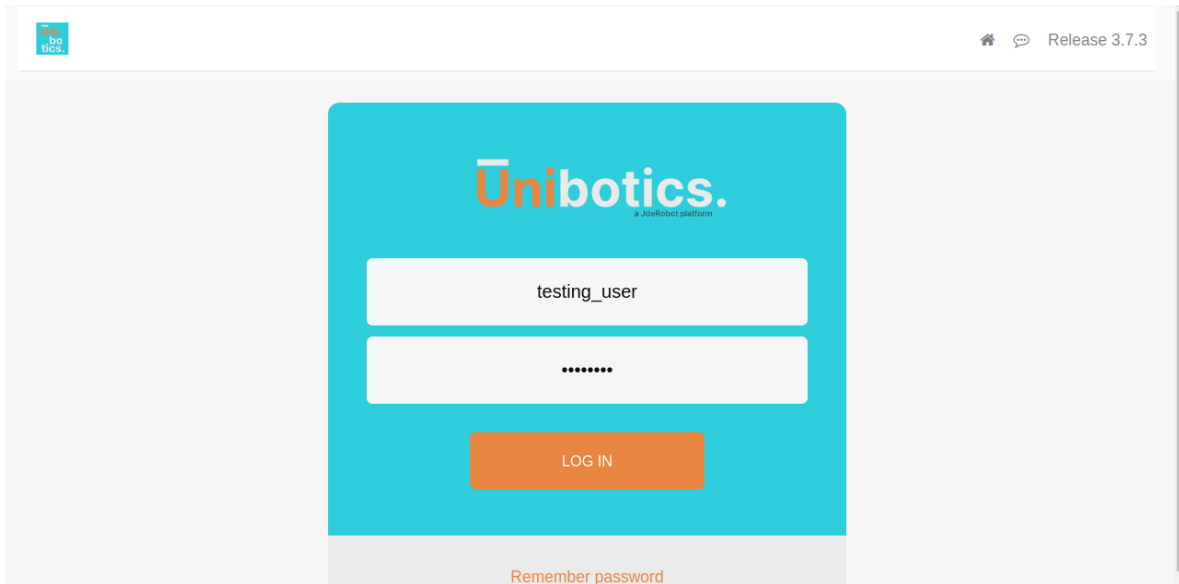 Uni
bo
tics.
Release 3.7.3
Unibotics.
a JdeRobot platform
testing_user
••••••••
LOG IN
Remember password